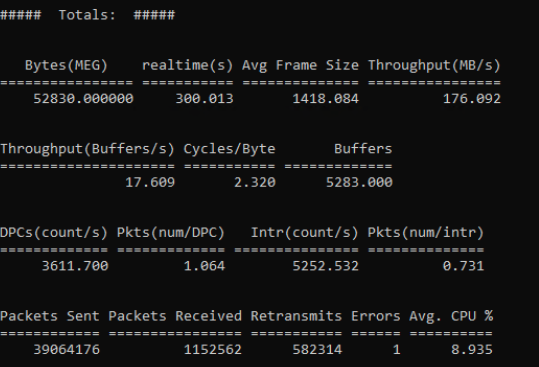 #####  Totals:  #####
Bytes(MEG)    realtime(s) Avg Frame Size Throughput(MB/s)
================ =========== ============== ================
52830.000000     300.013       1418.084          176.092
Throughput(Buffers/s) Cycles/Byte       Buffers
===================== =========== =============
17.609       2.320      5283.000
DPCs(count/s) Pkts(num/DPC)   Intr(count/s) Pkts(num/intr)
============= ============= =============== ==============
3611.700         1.064        5252.532          0.731
Packets Sent Packets Received Retransmits Errors Avg. CPU %
============ ================ =========== ====== ==========
39064176          1152562      582314      1      8.935